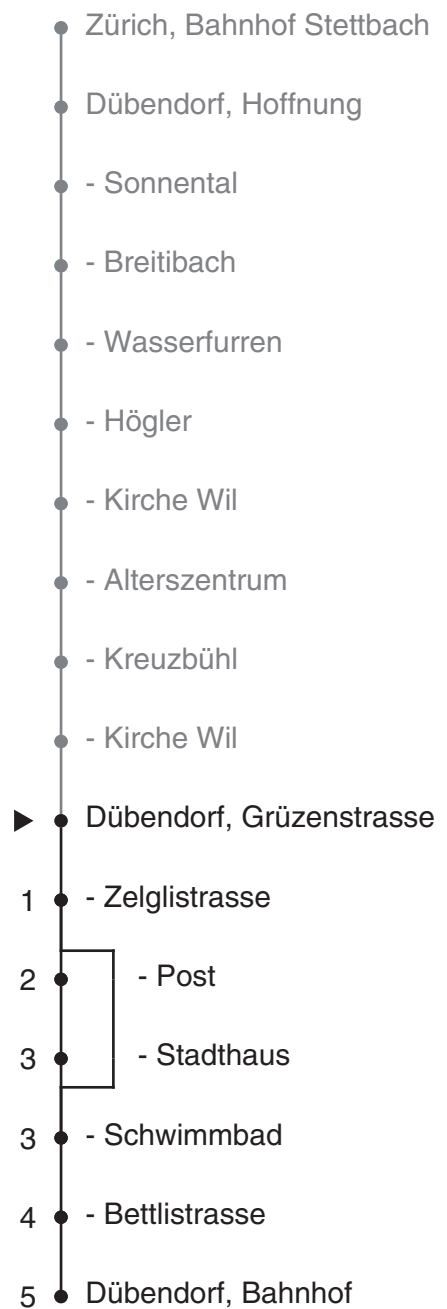 Zürich, Bahnhof Stettbach
Dübendorf, Hoffnung
- Sonnental
- Breitibach
- Wasserfurren
- Högler
- Kirche Wil
- Alterszentrum
- Kreuzbühl
- Kirche Wil
Dübendorf, Grüzenstrasse
1 - Zelglistrasse
2 - Post
3 - Stadthaus
3 - Schwimmbad
4 - Bettlistrasse
5 Dübendorf, Bahnhof